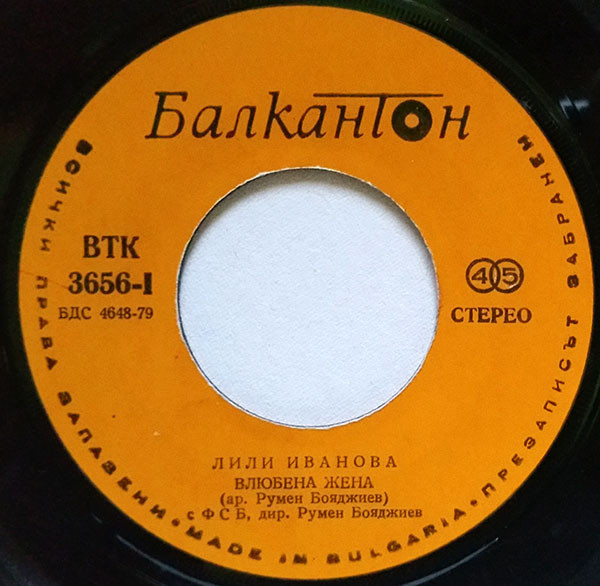 Балкантон
ВТК
3656-I
БДС 4648-79
45
СТЕРЕО
ЛИЛИ ИВАНОВА
ВЛЮБЕНА ЖЕНА
(ар. Румен Бояджиев)
с ФСБ, дир. Румен Бояджиев
ВСИЧКИ ПРАВА ЗАПАЗЕНИ • MADE IN BULGARIA • ПРЕЗАПИСЪТ ЗАБРАНЕН